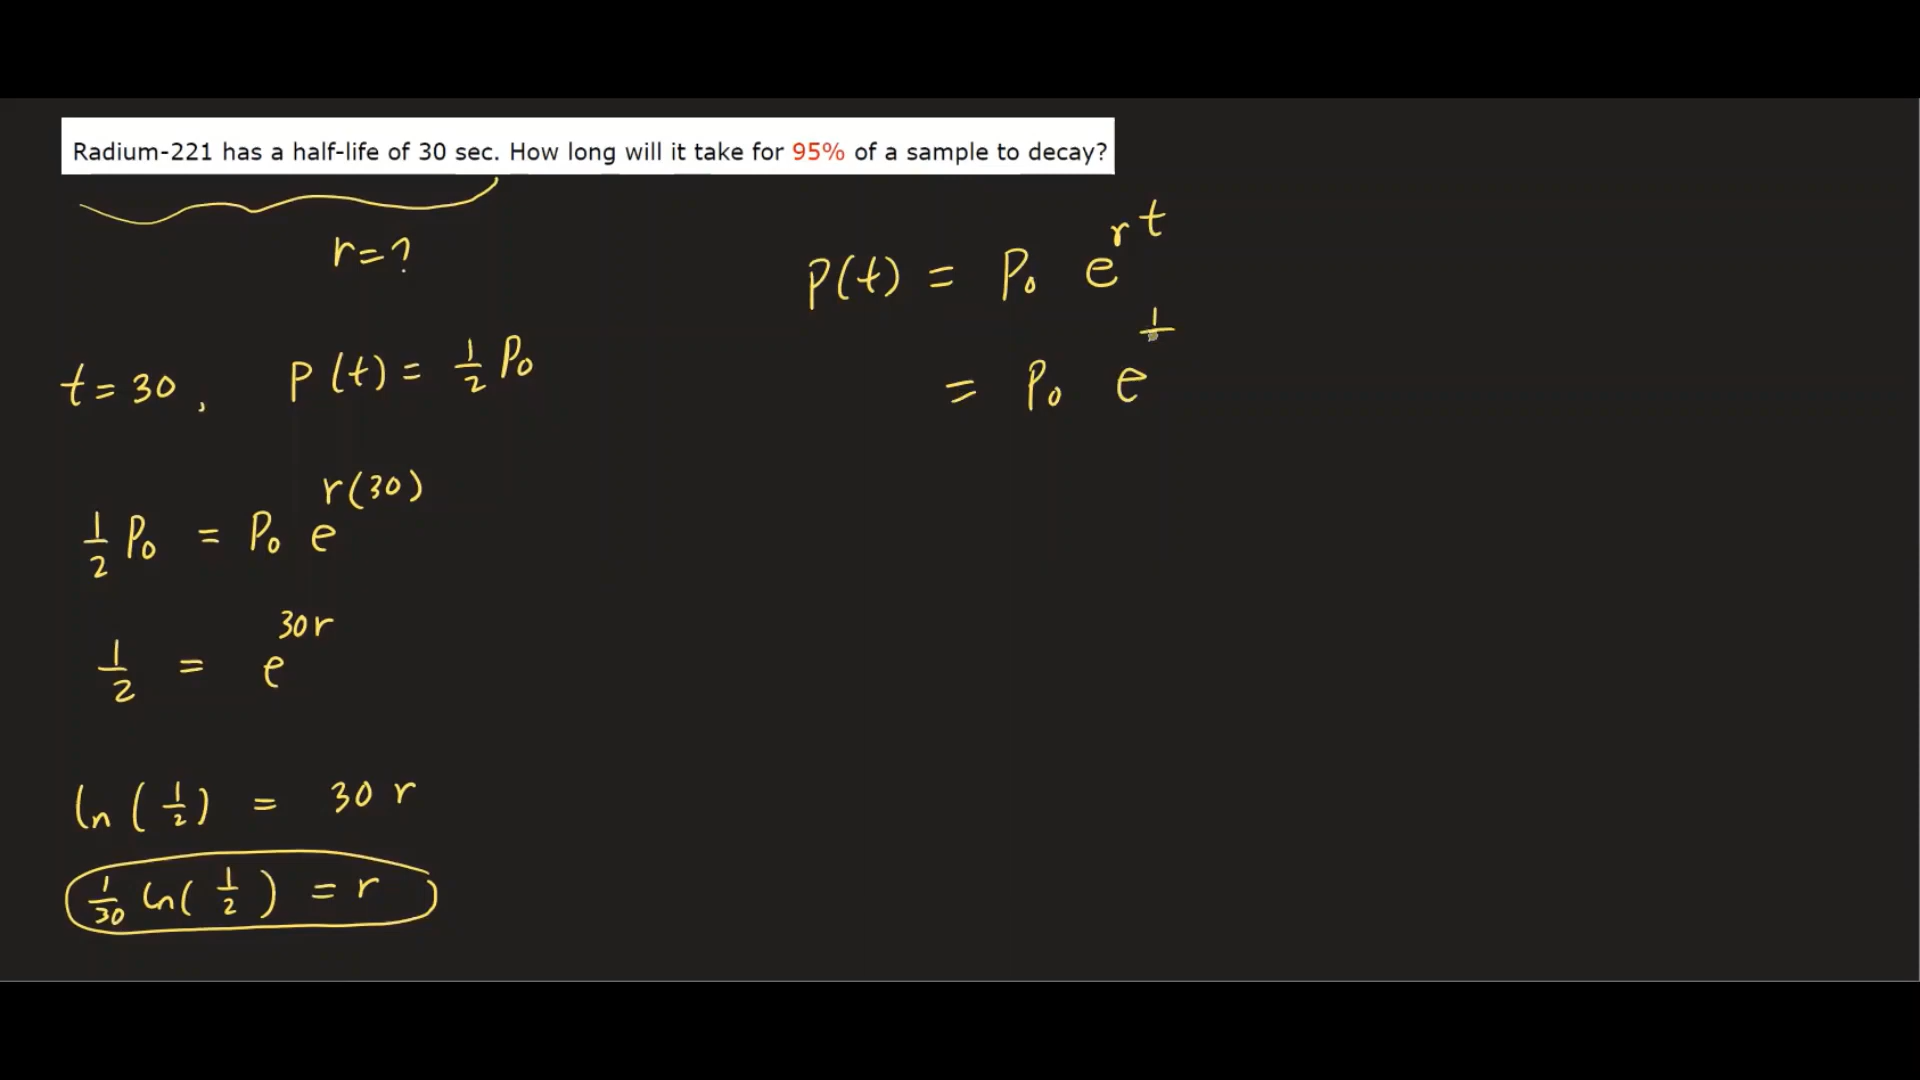 Radium-221 has a half-life of 30 sec. How long will it take for 95% of a sample to decay?
r = ?
t = 30 , P(t) = 1/2 P₀
1/2 P₀ = P₀ e^r(30)
1/2 = e^30r
ln(1/2) = 30 r
1/30 ln(1/2) = r
P(t) = P₀ e^rt
= P₀ e^1/